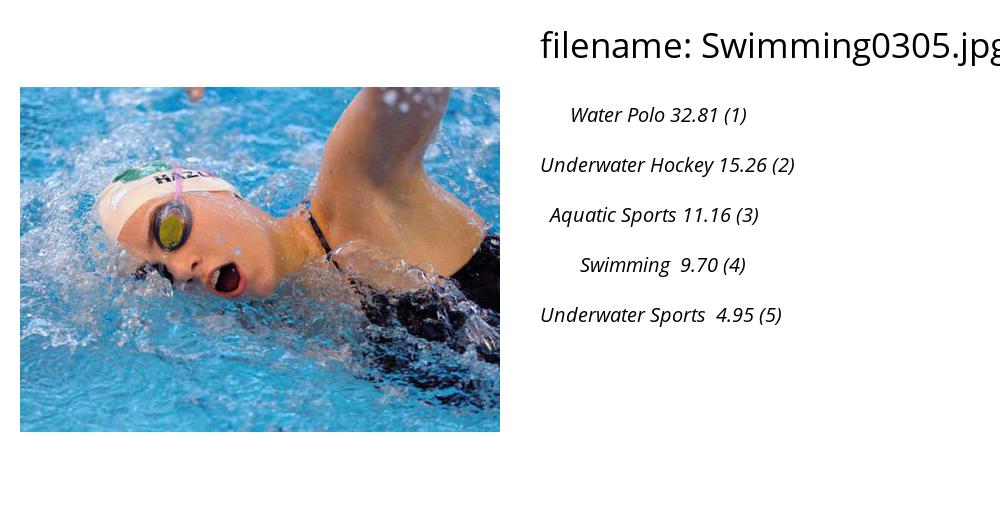 filename: Swimming0305.jpg
Water Polo 32.81 (1)
Underwater Hockey 15.26 (2)
Aquatic Sports 11.16 (3)
Swimming 9.70 (4)
Underwater Sports 4.95 (5)